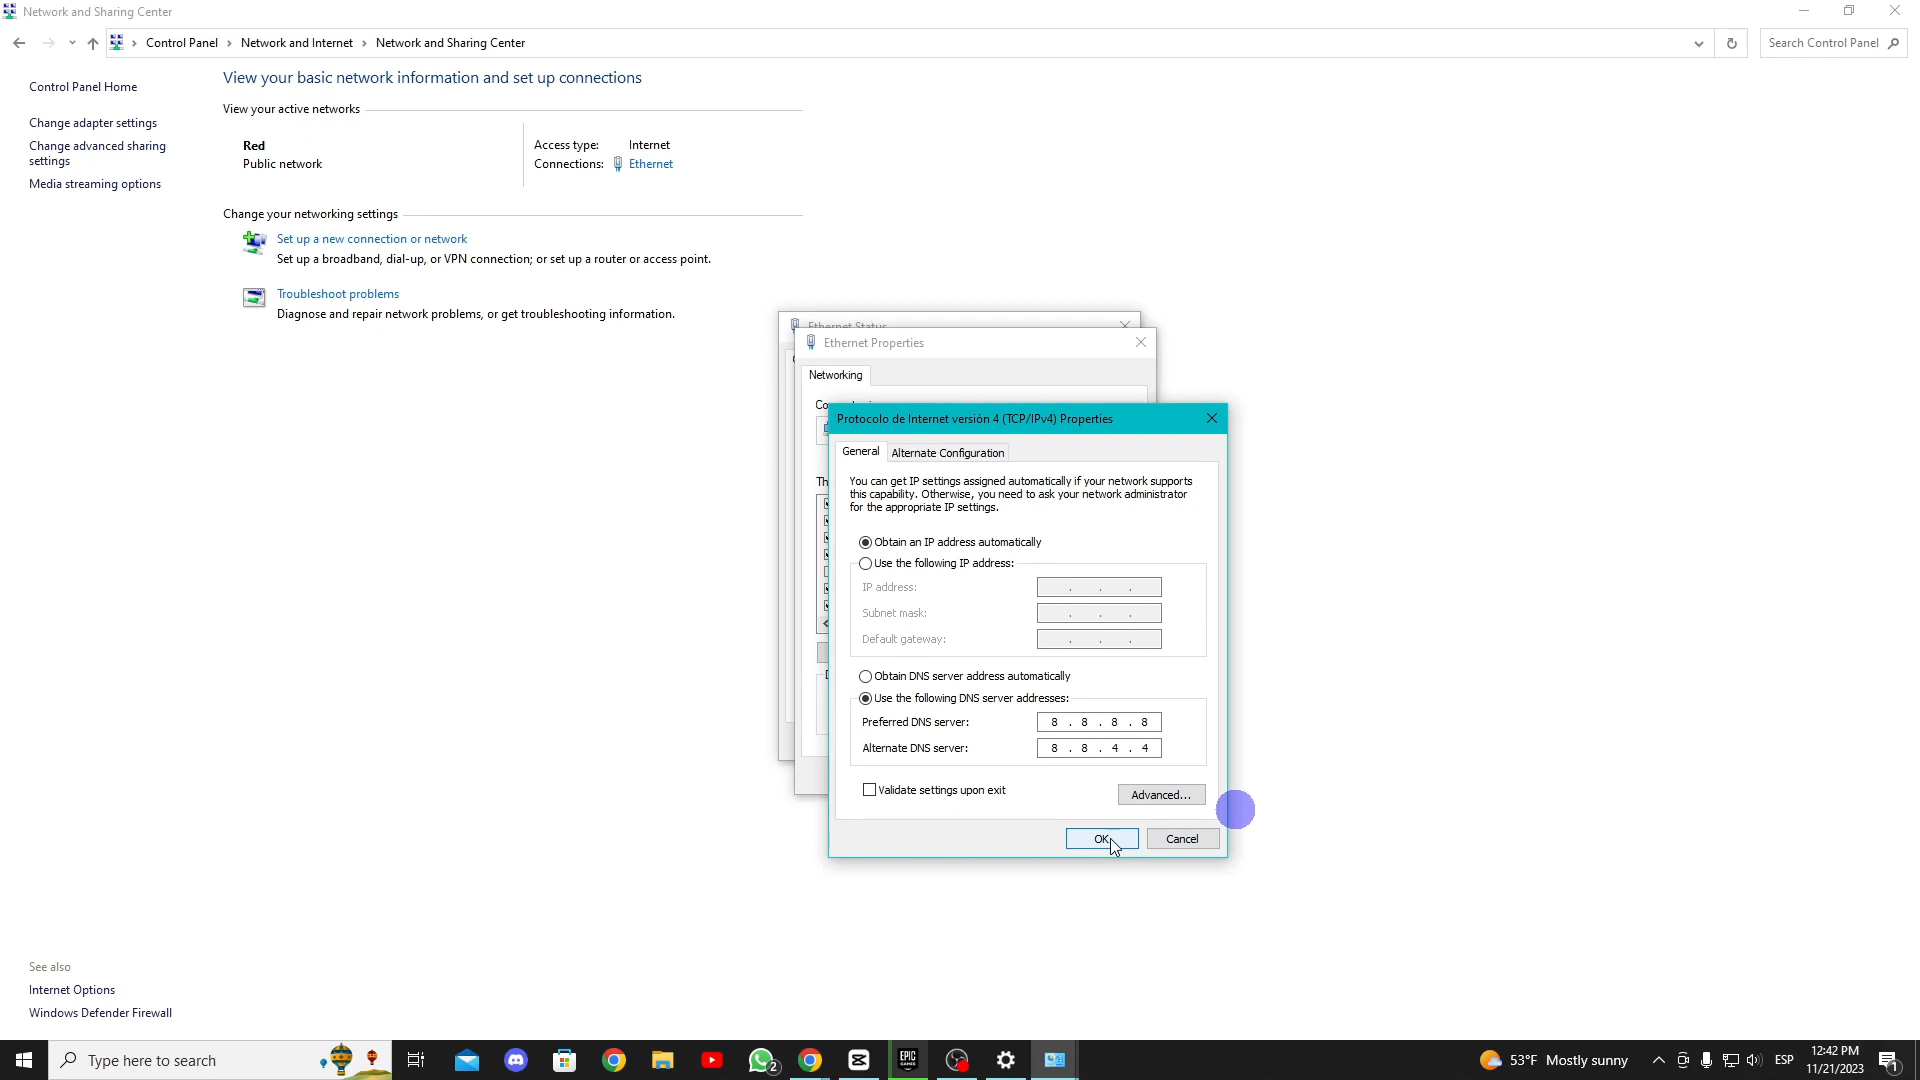 Network and Sharing Center
Control Panel > Network and Internet > Network and Sharing Center
Search Control Panel
Control Panel Home
Change adapter settings
Change advanced sharing
settings
Media streaming options
View your basic network information and set up connections
View your active networks
Red
Public network
Access type: Internet
Connections: Ethernet
Change your networking settings
Set up a new connection or network
Set up a broadband, dial-up, or VPN connection; or set up a router or access point.
Troubleshoot problems
Diagnose and repair network problems, or get troubleshooting information.
Ethernet Status
Ethernet Properties
Networking
Protocolo de Internet versión 4 (TCP/IPv4) Properties
General
Alternate Configuration
You can get IP settings assigned automatically if your network supports
this capability. Otherwise, you need to ask your network administrator
for the appropriate IP settings.
Obtain an IP address automatically
Use the following IP address:
IP address: . . .
Subnet mask: . . .
Default gateway: . . .
Obtain DNS server address automatically
Use the following DNS server addresses:
Preferred DNS server: 8 . 8 . 8 . 8
Alternate DNS server: 8 . 8 . 4 . 4
Validate settings upon exit
Advanced...
OK
Cancel
See also
Internet Options
Windows Defender Firewall
Type here to search
2
EPIC
GAMES
53°F Mostly sunny
ESP
12:42 PM
11/21/2023
1